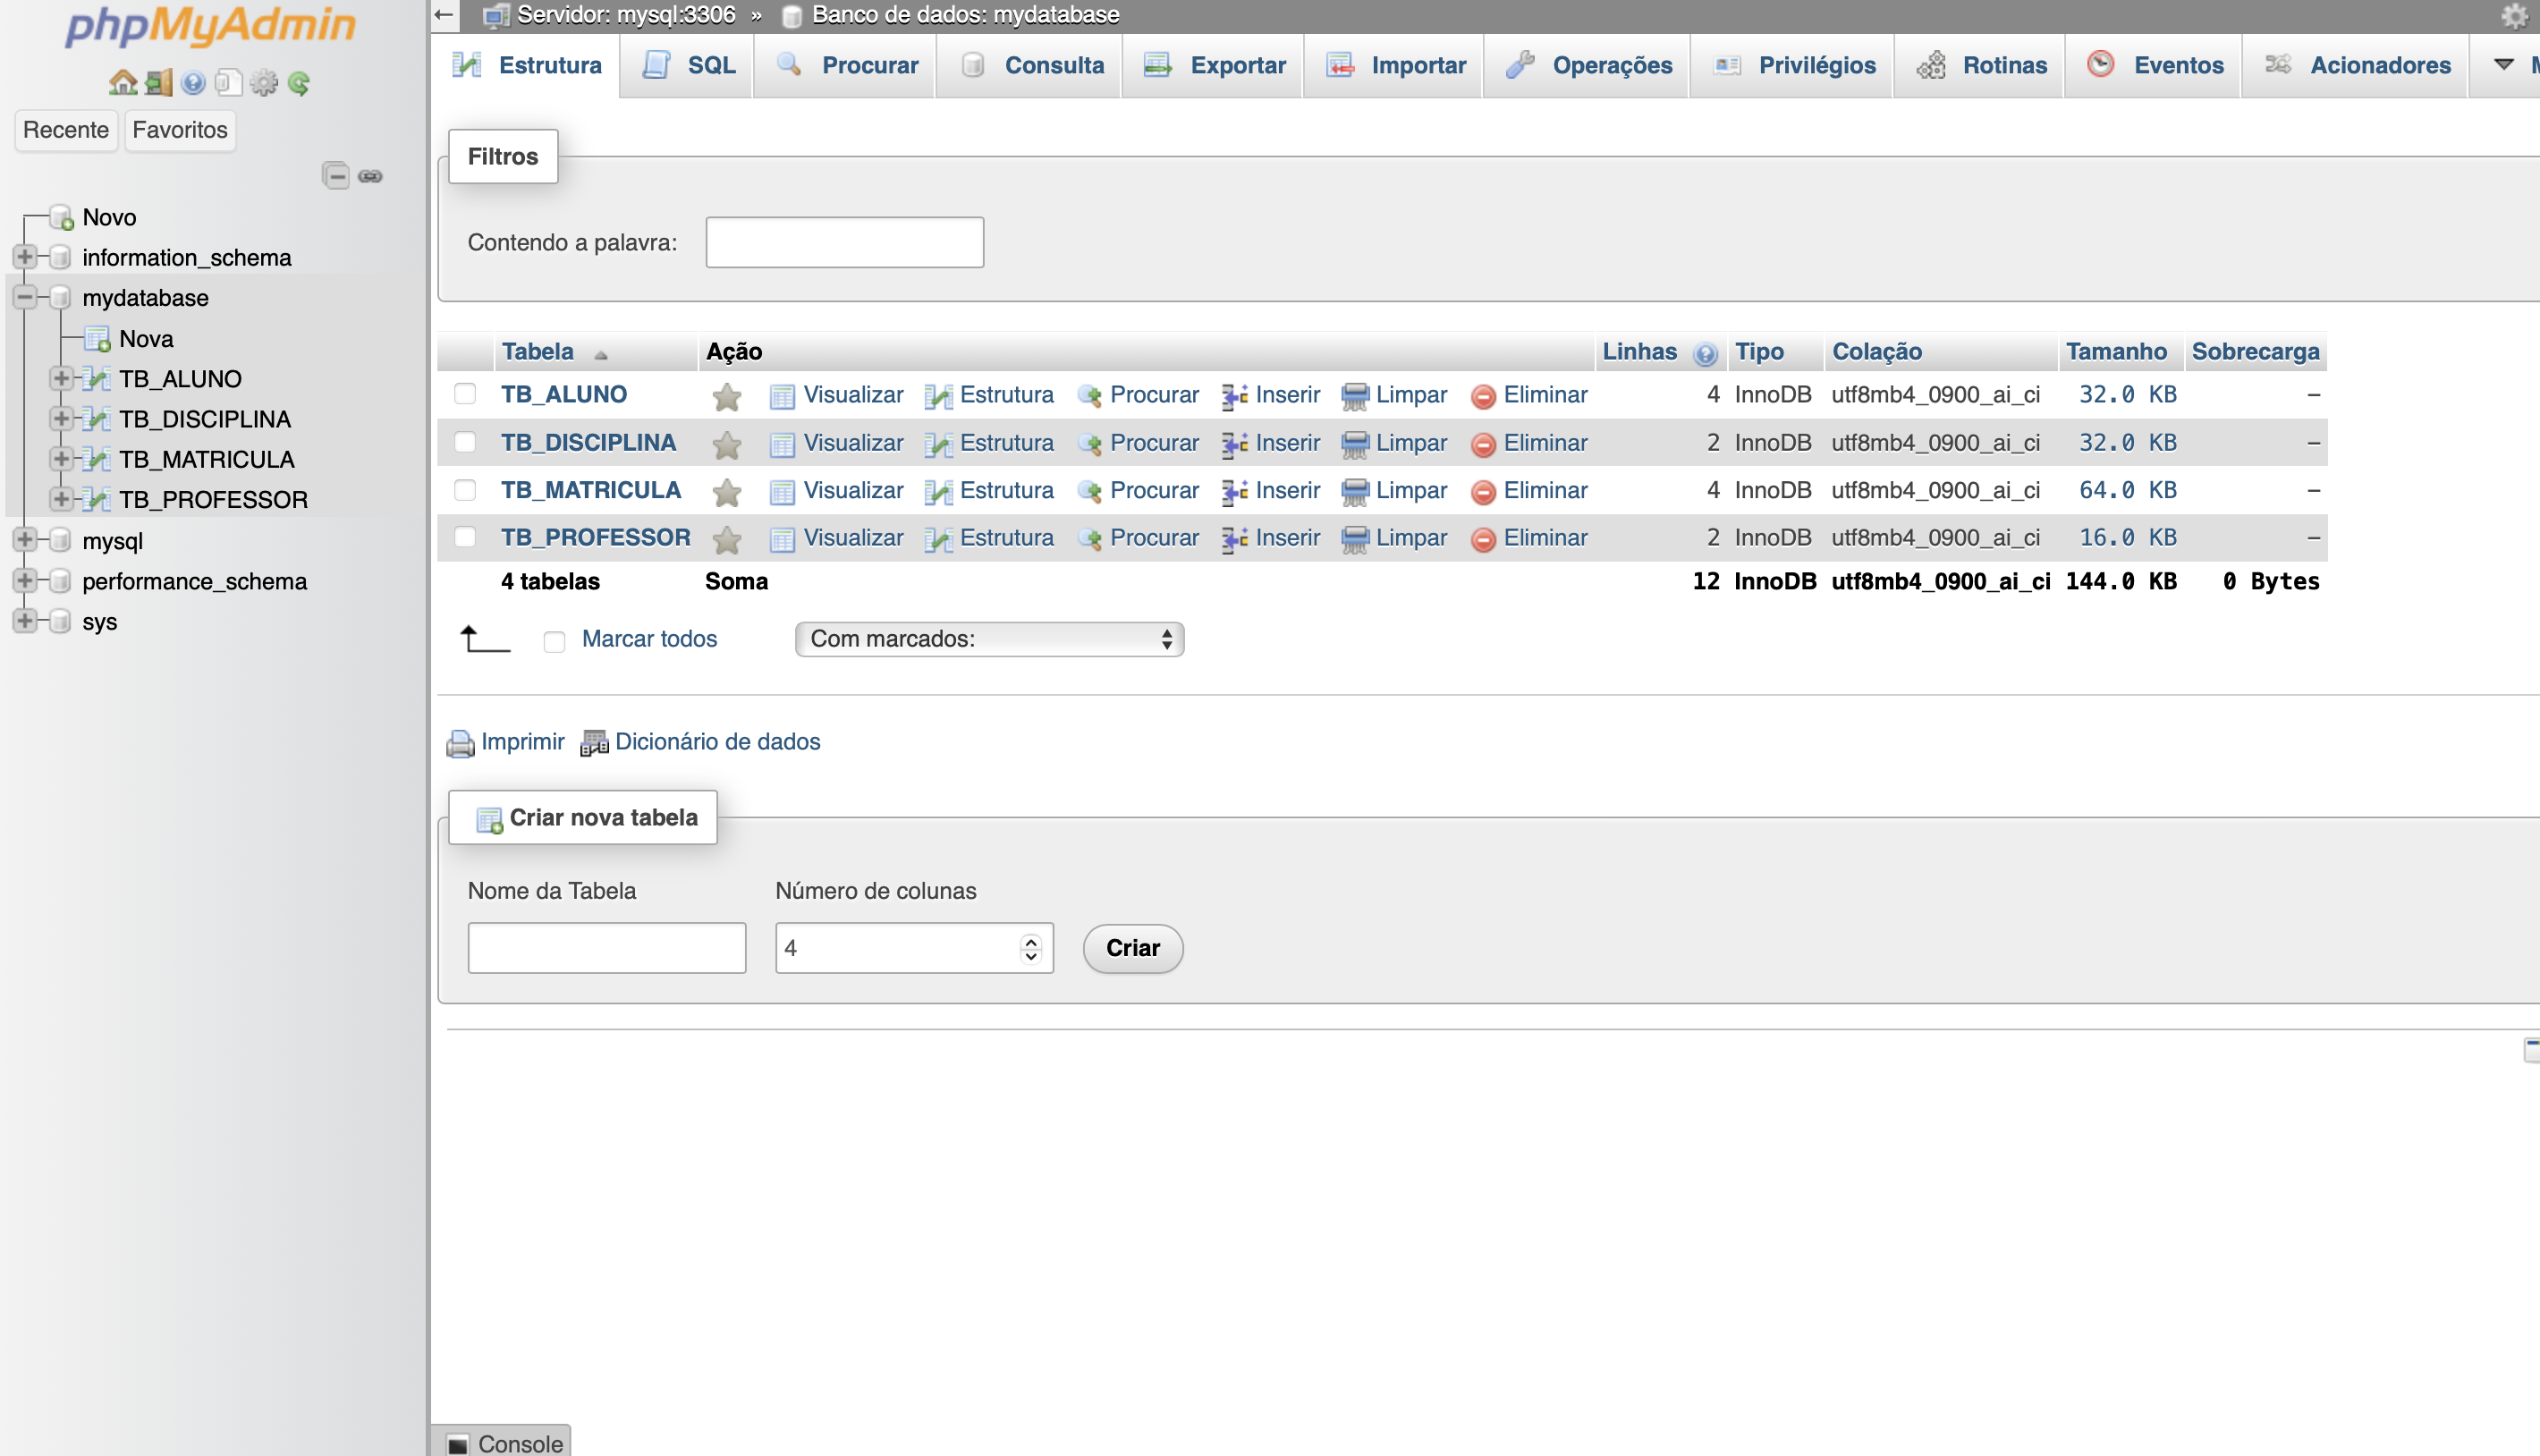 phpMyAdmin
Recente Favoritos
Novo
information_schema
mydatabase
Nova
TB_ALUNO
TB_DISCIPLINA
TB_MATRICULA
TB_PROFESSOR
mysql
performance_schema
sys
Servidor: mysql:3306 » Banco de dados: mydatabase
Estrutura SQL Procurar Consulta Exportar Importar Operações Privilégios Rotinas Eventos Acionadores
Filtros
Contendo a palavra:
Tabela Ação Linhas Tipo Colação Tamanho Sobrecarga
TB_ALUNO Visualizar Estrutura Procurar Inserir Limpar Eliminar 4 InnoDB utf8mb4_0900_ai_ci 32.0 KB –
TB_DISCIPLINA Visualizar Estrutura Procurar Inserir Limpar Eliminar 2 InnoDB utf8mb4_0900_ai_ci 32.0 KB –
TB_MATRICULA Visualizar Estrutura Procurar Inserir Limpar Eliminar 4 InnoDB utf8mb4_0900_ai_ci 64.0 KB –
TB_PROFESSOR Visualizar Estrutura Procurar Inserir Limpar Eliminar 2 InnoDB utf8mb4_0900_ai_ci 16.0 KB –
4 tabelas Soma 12 InnoDB utf8mb4_0900_ai_ci 144.0 KB 0 Bytes
Marcar todos Com marcados:
Imprimir Dicionário de dados
Criar nova tabela
Nome da Tabela Número de colunas
4 Criar
Console